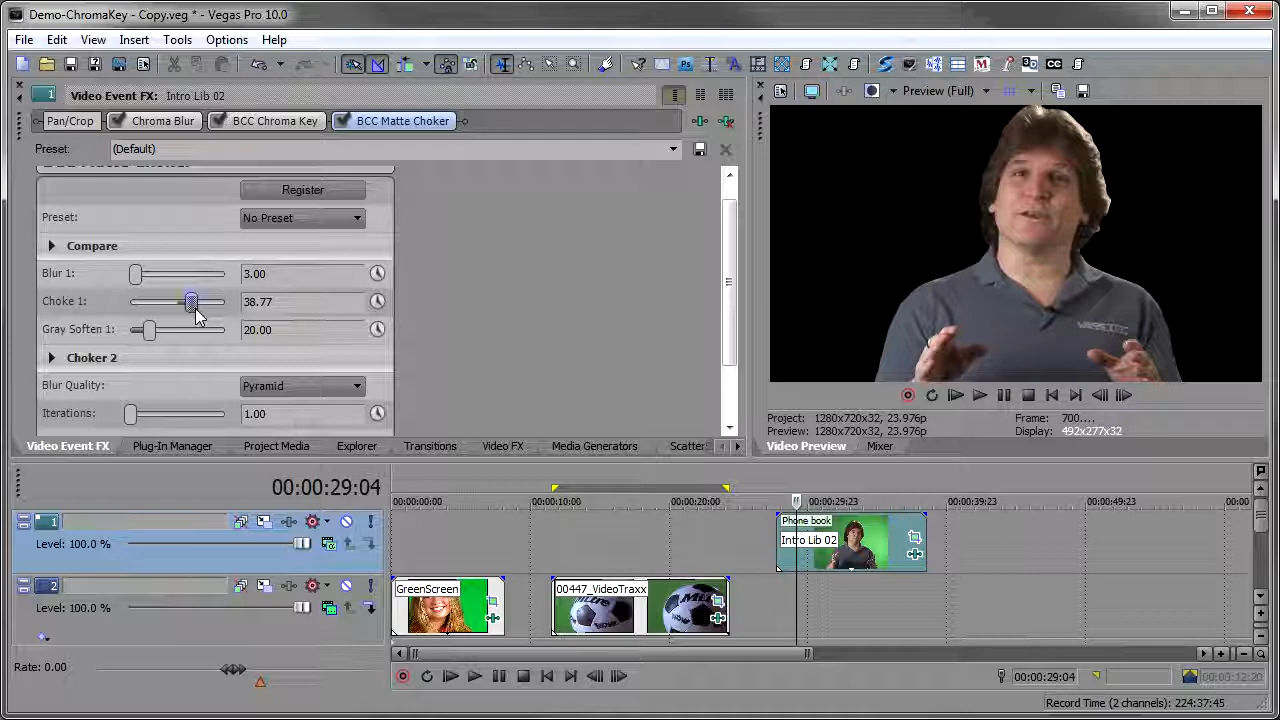 Demo-ChromaKey - Copy.veg * - Vegas Pro 10.0
File Edit View Insert Tools Options Help
1 Video Event FX: Intro Lib 02
Preview (Full)
Pan/Crop Chroma Blur BCC Chroma Key BCC Matte Choker
Preset: (Default)
Register
Preset: No Preset
Compare
Blur 1: 3.00
Choke 1: 38.77
Gray Soften 1: 20.00
Choker 2
Blur Quality: Pyramid
Iterations: 1.00
Project: 1280x720x32, 23.976p Frame: 700....
Preview: 1280x720x32, 23.976p Display: 492x277x32
Video Event FX Plug-In Manager Project Media Explorer Transitions Video FX Media Generators Scatter
Video Preview Mixer
00:00:29:04
00:00:00:00 00:00:10:00 00:00:20:00 00:00:29:23 00:00:39:23 00:00:49:23 00:00
1
Level: 100.0 %
Phone book
Intro Lib 02
2
Level: 100.0 %
GreenScreen
00447_VideoTraxx
Rate: 0.00
00:00:29:04 00:00:12:20
Record Time (2 channels): 224:37:45